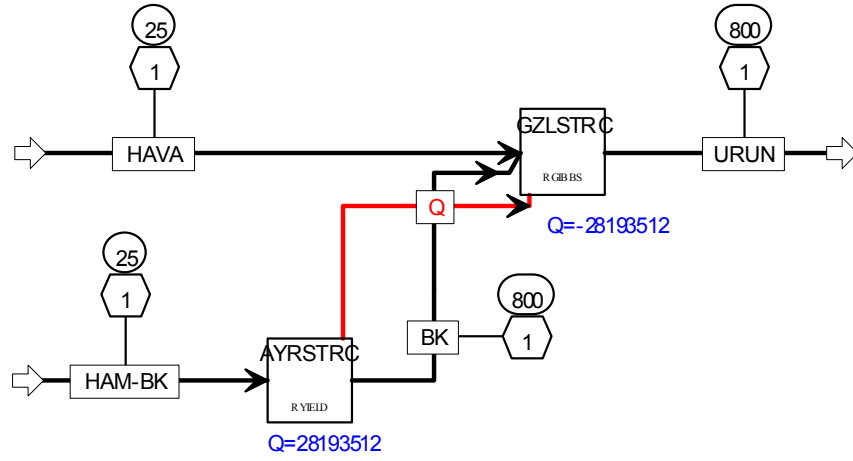 25
1
HAVA
GZLSTRC
RGIBBS
Q=-28193512
800
1
URUN
Q
25
1
HAM-BK
AYRSTRC
RYIELD
Q=28193512
BK
800
1